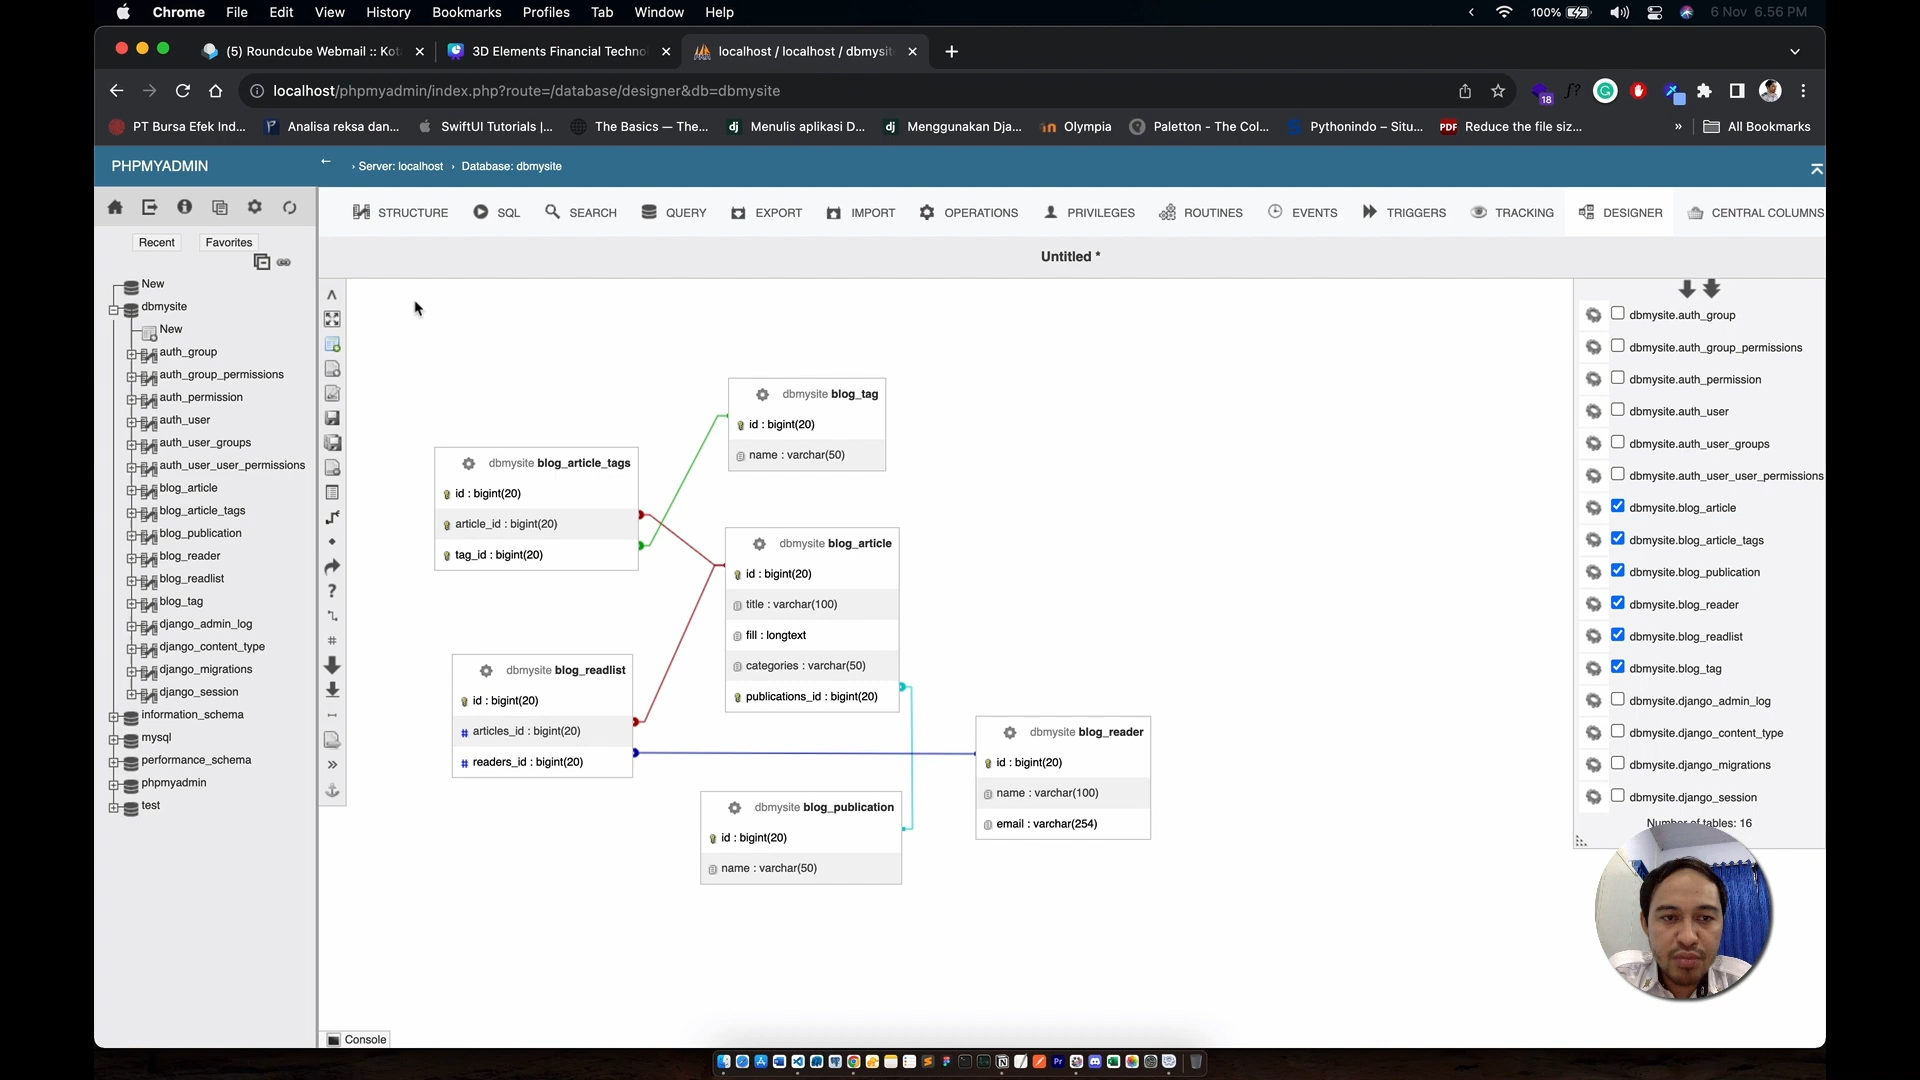 Chrome File Edit View History Bookmarks Profiles Tab Window Help 100% 6 Nov 6.56 PM
(5) Roundcube Webmail :: Kot 3D Elements Financial Techno localhost / localhost / dbmysit
localhost/phpmyadmin/index.php?route=/database/designer&db=dbmysite 18
PT Bursa Efek Ind... Analisa reksa dan... SwiftUI Tutorials |... The Basics — The... Menulis aplikasi D... Menggunakan Dja... Olympia Paletton - The Col... Pythonindo – Situ... PDF Reduce the file siz... » All Bookmarks
PHPMYADMIN
Server: localhost Database: dbmysite
STRUCTURE SQL SEARCH QUERY EXPORT IMPORT OPERATIONS PRIVILEGES ROUTINES EVENTS TRIGGERS TRACKING DESIGNER CENTRAL COLUMNS
Recent Favorites
Untitled *
New
dbmysite
New
auth_group
auth_group_permissions
auth_permission
auth_user
auth_user_groups
auth_user_user_permissions
blog_article
blog_article_tags
blog_publication
blog_reader
blog_readlist
blog_tag
django_admin_log
django_content_type
django_migrations
django_session
information_schema
mysql
performance_schema
phpmyadmin
test
dbmysite blog_tag
id : bigint(20)
name : varchar(50)
dbmysite blog_article_tags
id : bigint(20)
article_id : bigint(20)
tag_id : bigint(20)
dbmysite blog_article
id : bigint(20)
title : varchar(100)
fill : longtext
categories : varchar(50)
publications_id : bigint(20)
dbmysite blog_readlist
id : bigint(20)
articles_id : bigint(20)
readers_id : bigint(20)
dbmysite blog_reader
id : bigint(20)
name : varchar(100)
email : varchar(254)
dbmysite blog_publication
id : bigint(20)
name : varchar(50)
dbmysite.auth_group
dbmysite.auth_group_permissions
dbmysite.auth_permission
dbmysite.auth_user
dbmysite.auth_user_groups
dbmysite.auth_user_user_permissions
dbmysite.blog_article
dbmysite.blog_article_tags
dbmysite.blog_publication
dbmysite.blog_reader
dbmysite.blog_readlist
dbmysite.blog_tag
dbmysite.django_admin_log
dbmysite.django_content_type
dbmysite.django_migrations
dbmysite.django_session
Number of tables: 16
Console